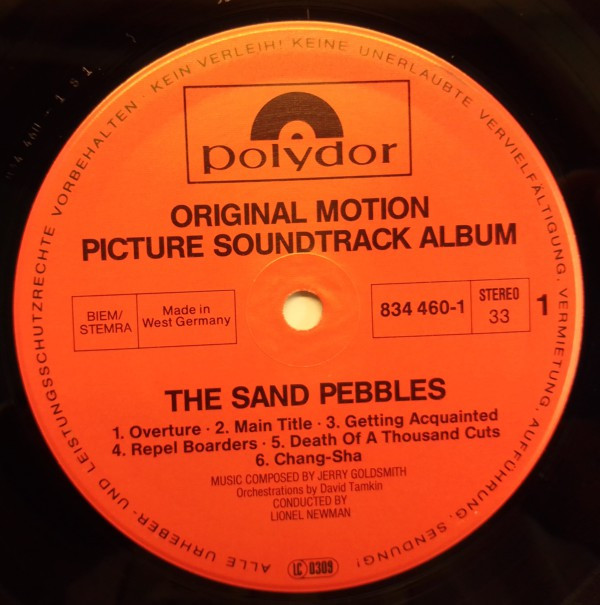 ALLE URHEBER- UND LEISTUNGSSCHUTZRECHTE VORBEHALTEN · KEIN VERLEIH! KEINE UNERLAUBTE VERVIELFÄLTIGUNG, VERMIETUNG, AUFFÜHRUNG, SENDUNG!
polydor
ORIGINAL MOTION
PICTURE SOUNDTRACK ALBUM
BIEM/
STEMRA
Made in
West Germany
834 460-1
STEREO
33
1
THE SAND PEBBLES
1. Overture · 2. Main Title · 3. Getting Acquainted
4. Repel Boarders · 5. Death Of A Thousand Cuts
6. Chang-Sha
MUSIC COMPOSED BY JERRY GOLDSMITH
Orchestrations by David Tamkin
CONDUCTED BY
LIONEL NEWMAN
LC 0309